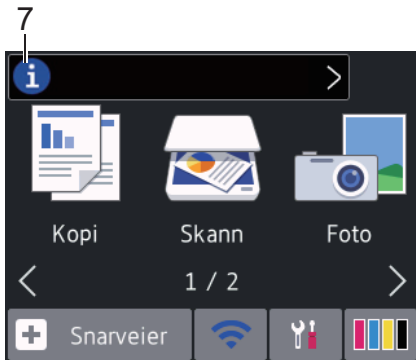 7
i
Kopi Skann Foto
1 / 2
Snarveier